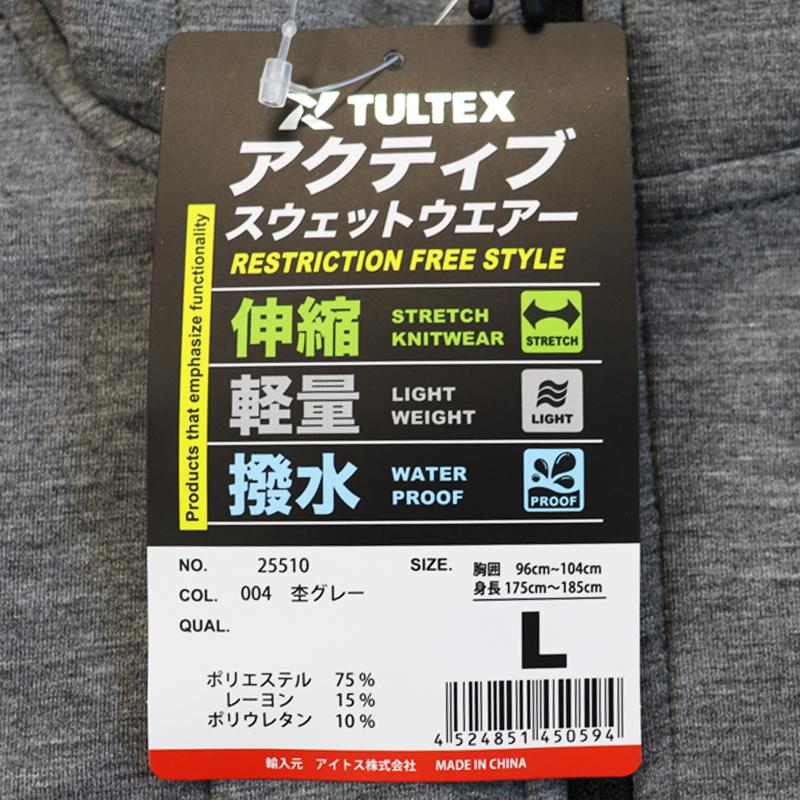 TULTEX
アクティブ
スウェットウエアー
RESTRICTION FREE STYLE
Products that emphasize functionality
伸縮
STRETCH
KNITWEAR
STRETCH
軽量
LIGHT
WEIGHT
LIGHT
撥水
WATER
PROOF
PROOF
NO. 25510
COL. 004 杢グレー
QUAL.
SIZE. 胸囲 96cm~104cm
身長 175cm~185cm
L
ポリエステル 75%
レーヨン 15%
ポリウレタン 10%
4 524851 450594
輸入元 アイトス株式会社 MADE IN CHINA